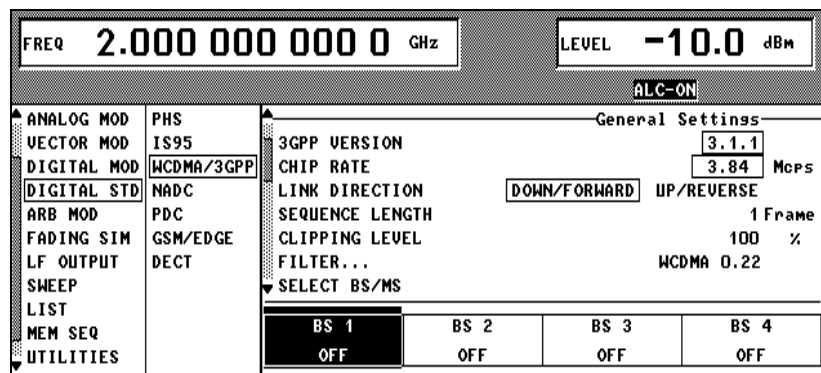 FREQ 2.000 000 000 0 GHz LEVEL -10.0 dBm
ALC-ON
ANALOG MOD
VECTOR MOD
DIGITAL MOD
DIGITAL STD
ARB MOD
FADING SIM
LF OUTPUT
SWEEP
LIST
MEM SEQ
UTILITIES
PHS
IS95
WCDMA/3GPP
NADC
PDC
GSM/EDGE
DECT
General Settings
3GPP VERSION 3.1.1
CHIP RATE 3.84 Mcps
LINK DIRECTION DOWN/FORWARD UP/REVERSE
SEQUENCE LENGTH 1 Frame
CLIPPING LEVEL 100 %
FILTER... WCDMA 0.22
SELECT BS/MS
BS 1 BS 2 BS 3 BS 4
OFF OFF OFF OFF